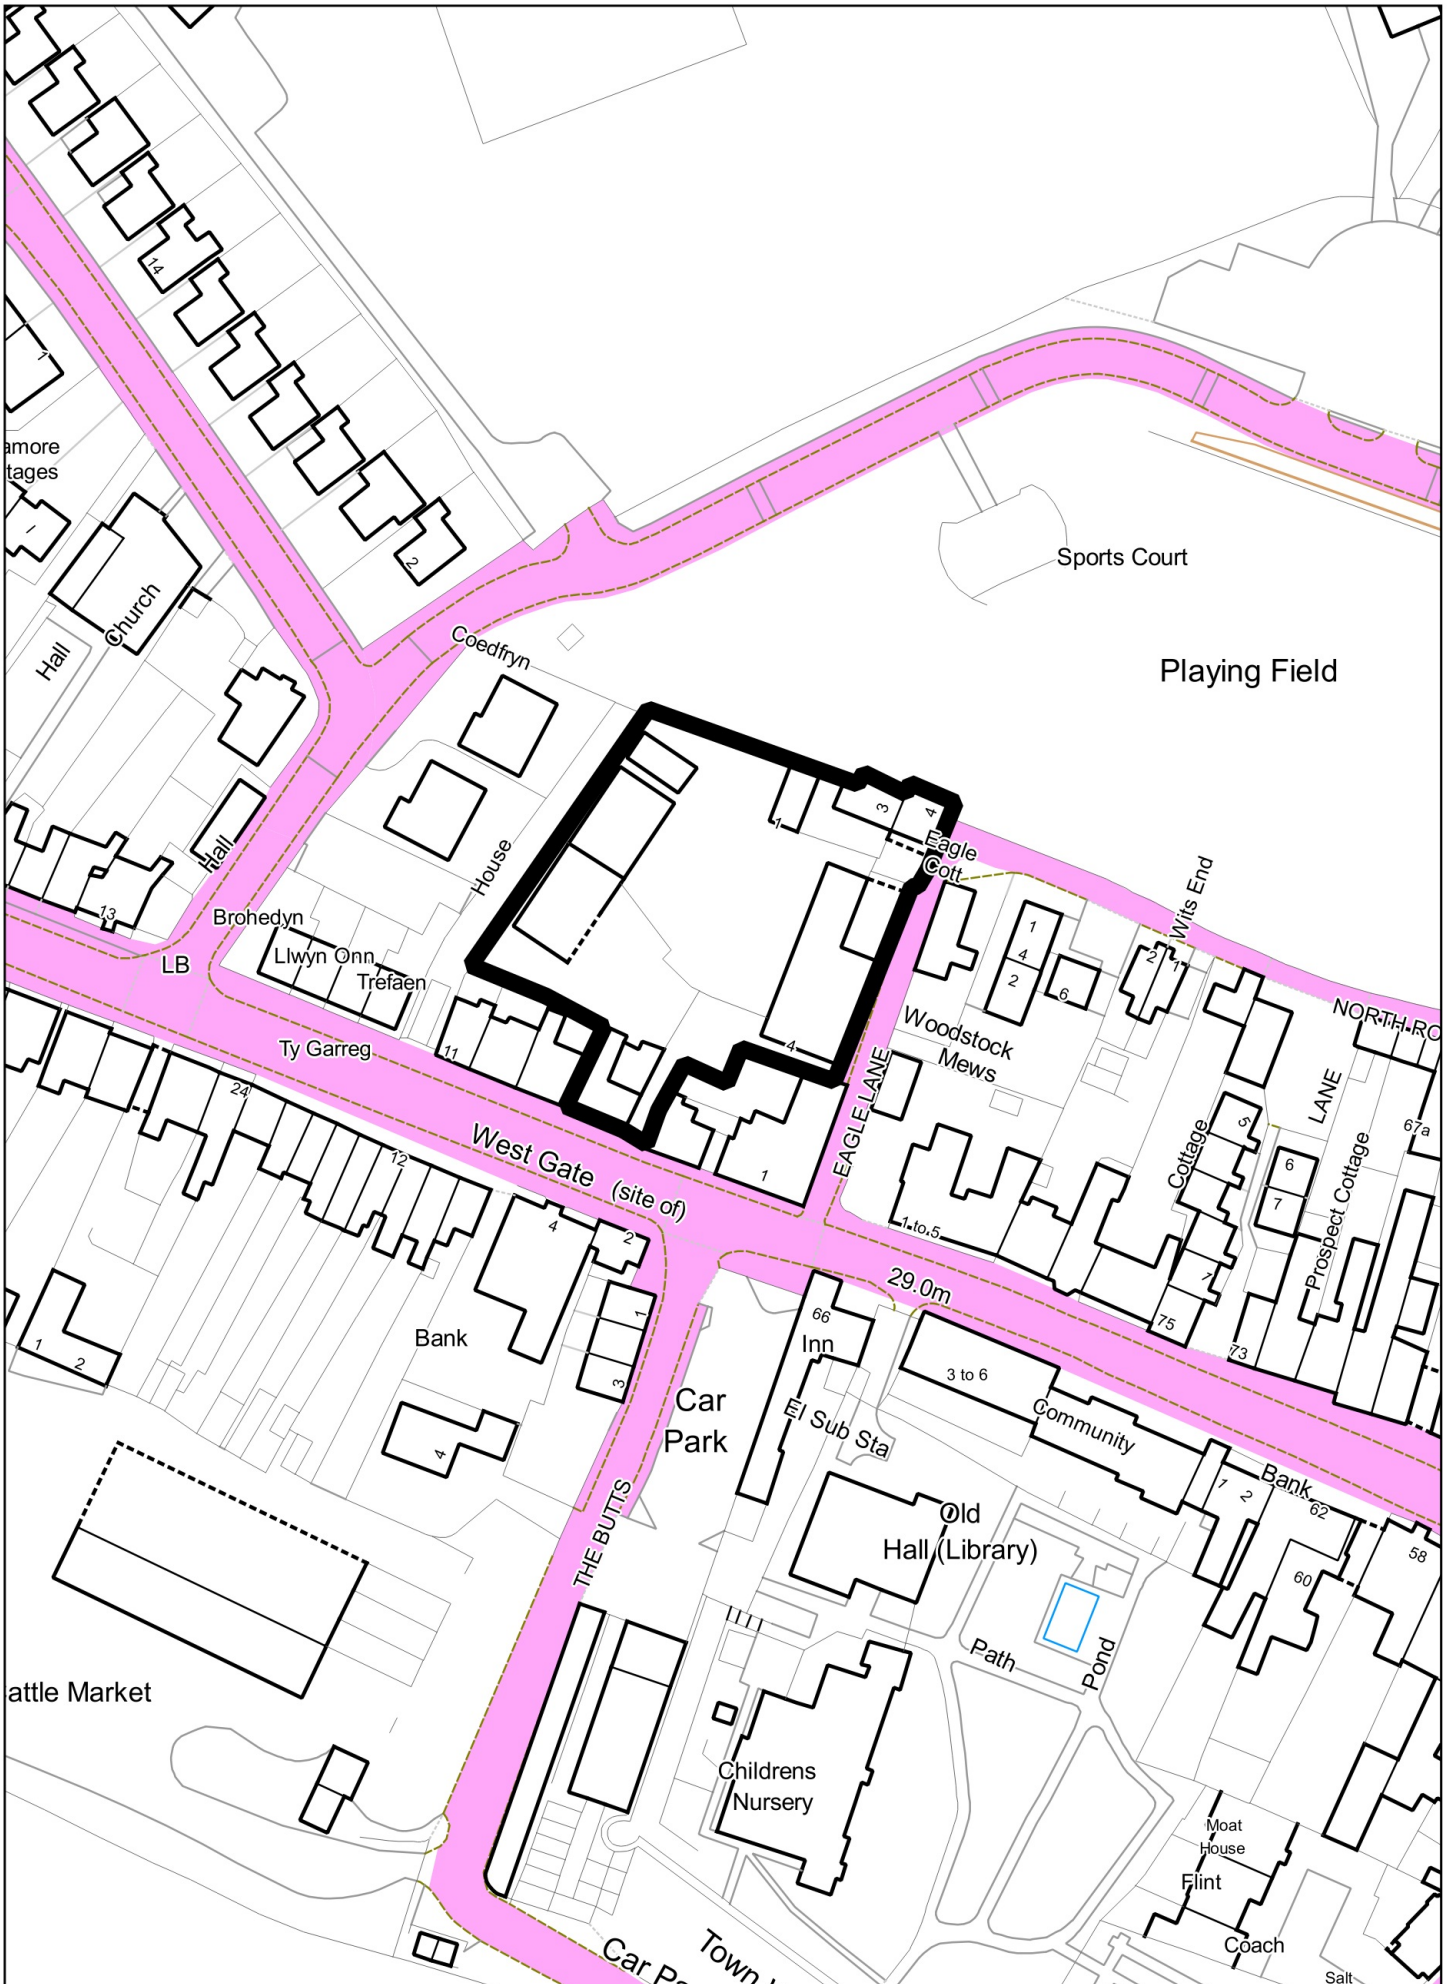 14
1
amore
tages
1
2
Church
Hall
Sports Court
Coedfryn
Playing Field
House
1
3
4
Eagle
Cott
Hall
13
Brohedyn
Llwyn Onn
Trefaen
LB
Wits End
1
4
2
6
2
1
NORTH RO
Ty Garreg
11
4
Woodstock
Mews
EAGLE LANE
LANE
67a
24
12
5
Cottage
6
7
Prospect Cottage
West Gate
(site of)
1
1 to 5
4
2
29.0m
7
75
73
1
2
Bank
1
3
66
Inn
3 to 6
Car
Park
El Sub Sta
Community
4
Bank
1
2
62
58
60
THE BUTTS
Old
Hall (Library)
Path
Pond
attle Market
Childrens
Nursery
Moat
House
Flint
Coach
Salt
Town
Car Pa